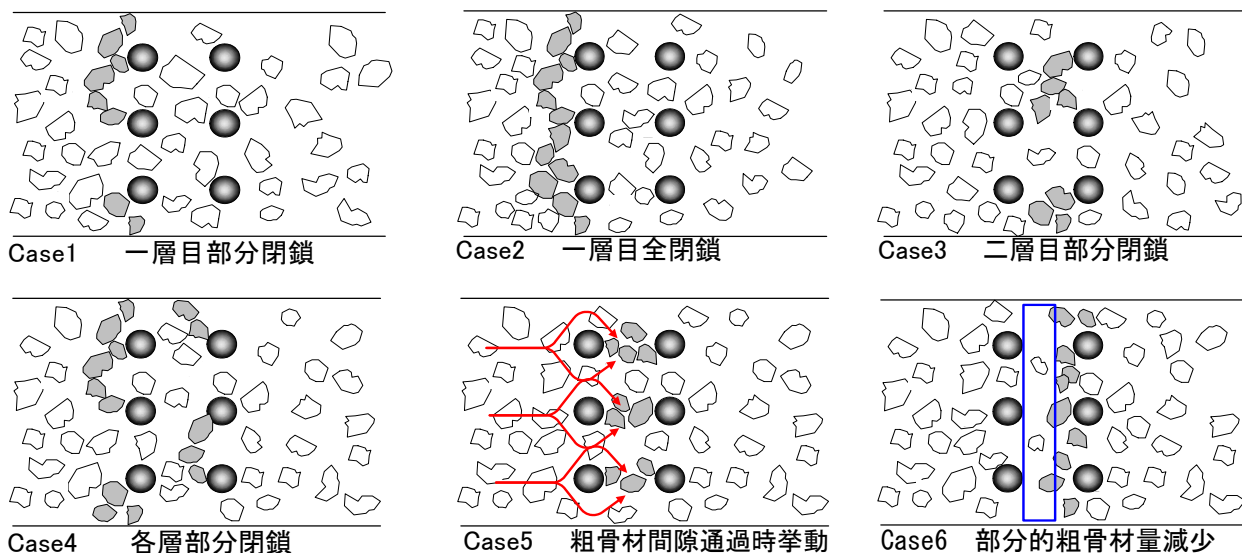 Case1 一層目部分閉鎖
Case2 一層目全閉鎖
Case3 二層目部分閉鎖
Case4 各層部分閉鎖
Case5 粗骨材間隙通過時挙動
Case6 部分的粗骨材量減少